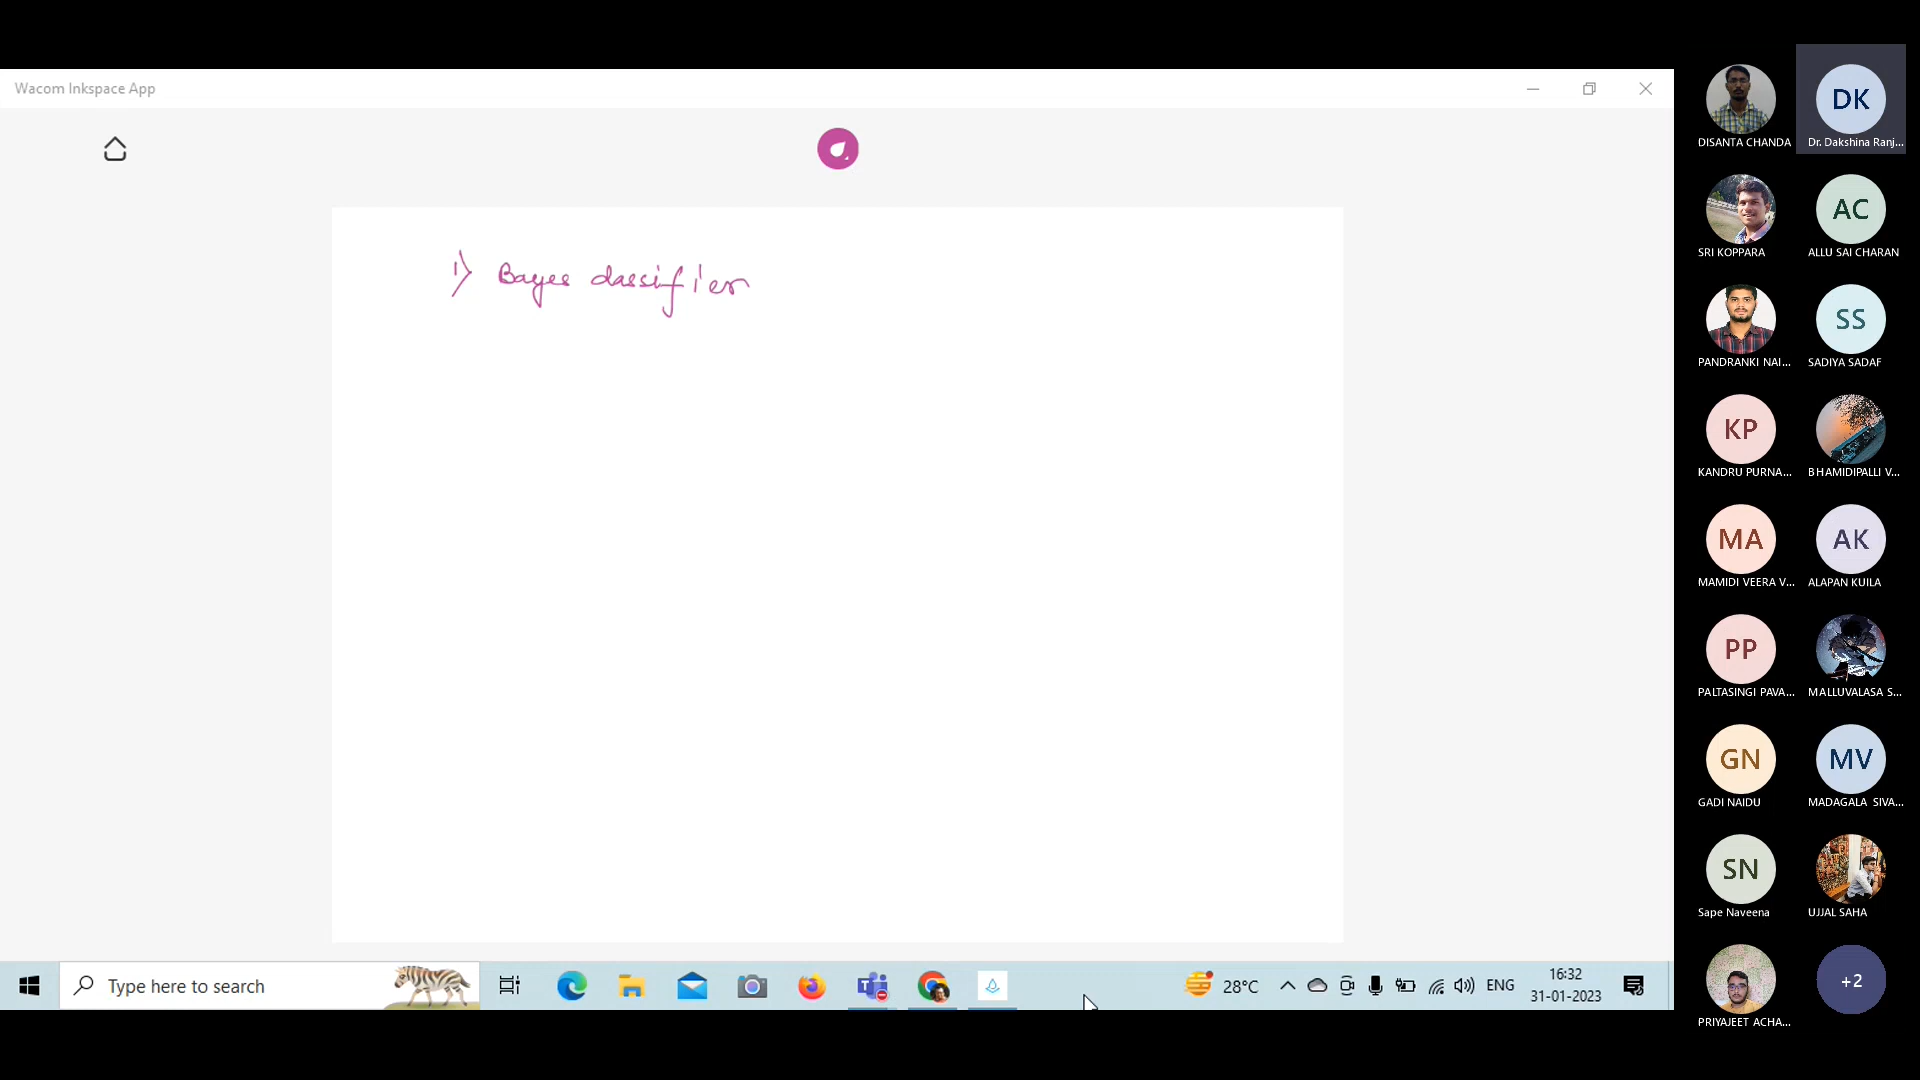 Wacom Inkspace App
1) Bayes classifier
Type here to search
28°C
ENG
16:32
31-01-2023
DISANTA CHANDA
DK
Dr. Dakshina Ranj...
SRI KOPPARA
AC
ALLU SAI CHARAN
PANDRANKI NAI...
SS
SADIYA SADAF
KP
KANDRU PURNA...
BHAMIDIPALLI V...
MA
MAMIDI VEERA V...
AK
ALAPAN KUILA
PP
PALTASINGI PAVA...
MALLUVALASA S...
GN
GADI NAIDU
MV
MADAGALA SIVA...
SN
Sape Naveena
UJJAL SAHA
PRIYAJEET ACHA...
+2